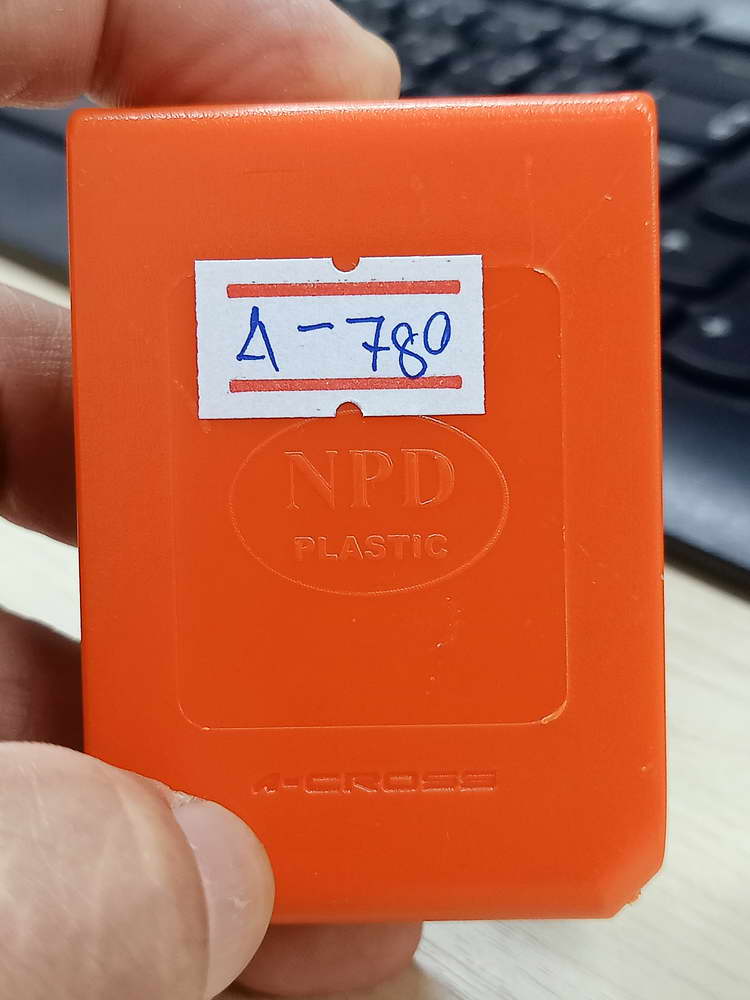 Δ-780
NPD
PLASTIC
A-CROSS